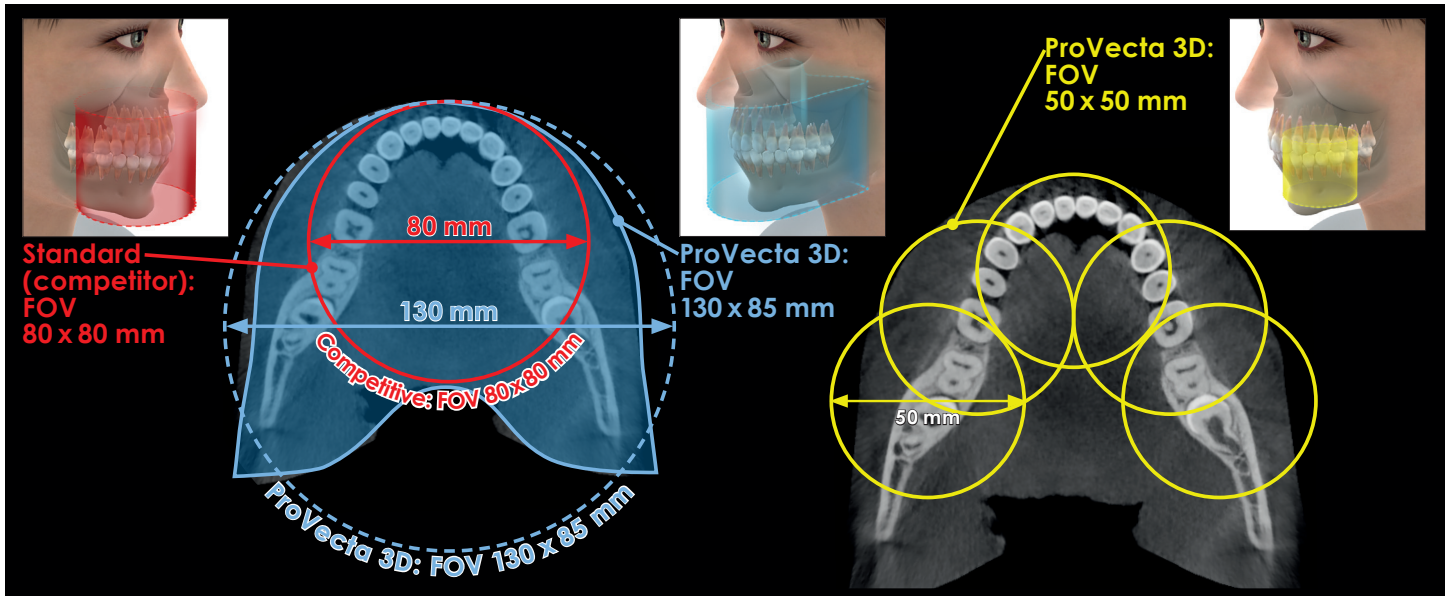 Standard
(competitor):
FOV
80 x 80 mm
80 mm
130 mm
Competitive: FOV 80x80 mm
ProVecta 3D: FOV 130 x 85 mm
ProVecta 3D:
FOV
130 x 85 mm
ProVecta 3D:
FOV
50 x 50 mm
50 mm